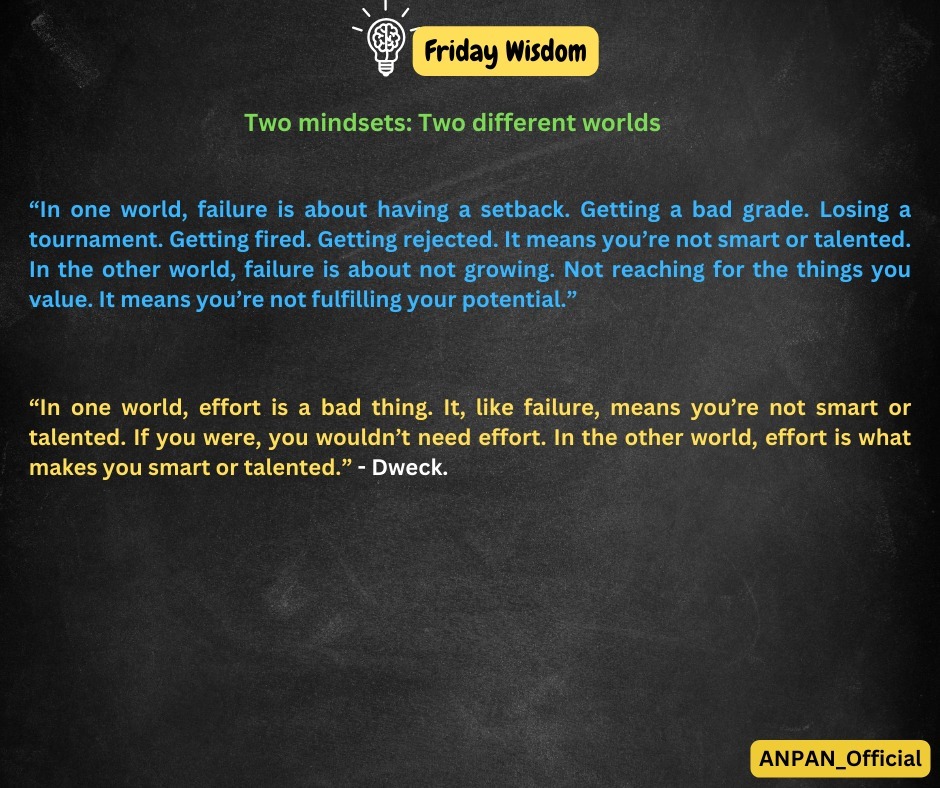 Friday Wisdom
Two mindsets: Two different worlds
“In one world, failure is about having a setback. Getting a bad grade. Losing a
tournament. Getting fired. Getting rejected. It means you’re not smart or talented.
In the other world, failure is about not growing. Not reaching for the things you
value. It means you’re not fulfilling your potential.”
“In one world, effort is a bad thing. It, like failure, means you’re not smart or
talented. If you were, you wouldn’t need effort. In the other world, effort is what
makes you smart or talented.” - Dweck.
ANPAN_Official